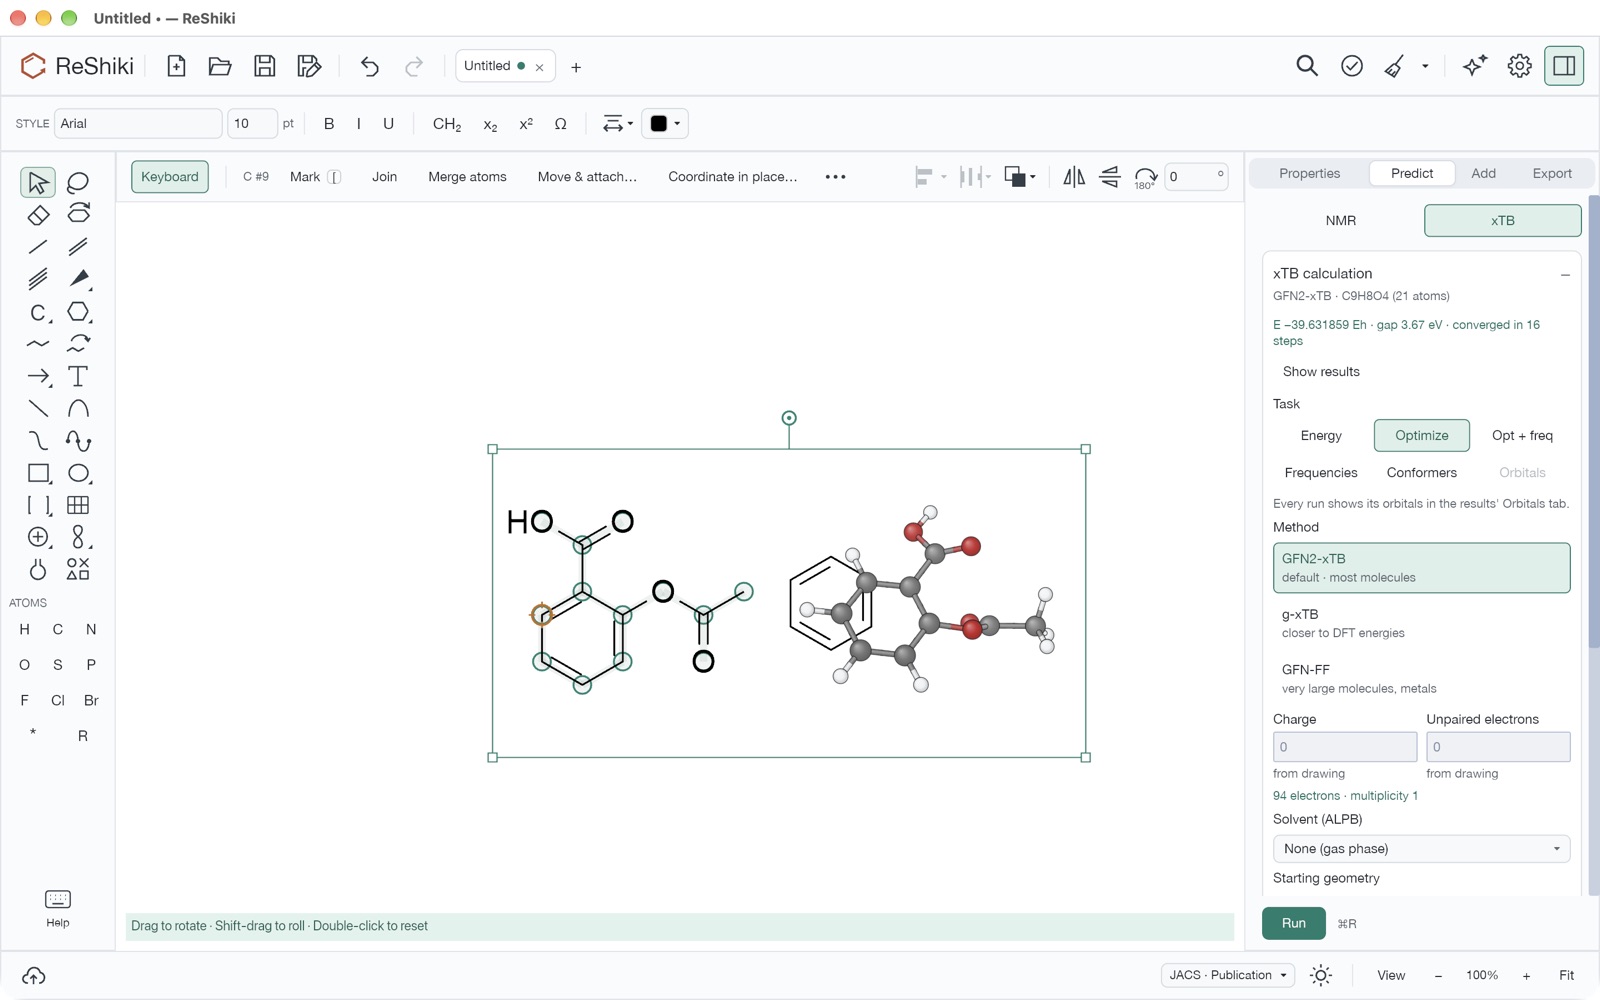 Untitled • — ReShiki
ReShiki
Untitled
STYLE Arial 10 pt B I U CH₂ x₂ x² Ω
Keyboard C #9 Mark [ Join Merge atoms Move & attach... Coordinate in place... 180° 0 °
Properties Predict Add Export
NMR xTB
xTB calculation
GFN2-xTB · C9H8O4 (21 atoms)
E −39.631859 Eh · gap 3.67 eV · converged in 16
steps
Show results
Task
Energy Optimize Opt + freq
Frequencies Conformers Orbitals
Every run shows its orbitals in the results' Orbitals tab.
Method
GFN2-xTB
default · most molecules
g-xTB
closer to DFT energies
GFN-FF
very large molecules, metals
Charge Unpaired electrons
0 0
from drawing from drawing
94 electrons · multiplicity 1
Solvent (ALPB)
None (gas phase)
Starting geometry
Run ⌘R
C
T
ATOMS
H C N
O S P
F Cl Br
* R
Help
HO O
O
O
Drag to rotate · Shift-drag to roll · Double-click to reset
JACS · Publication View − 100% + Fit